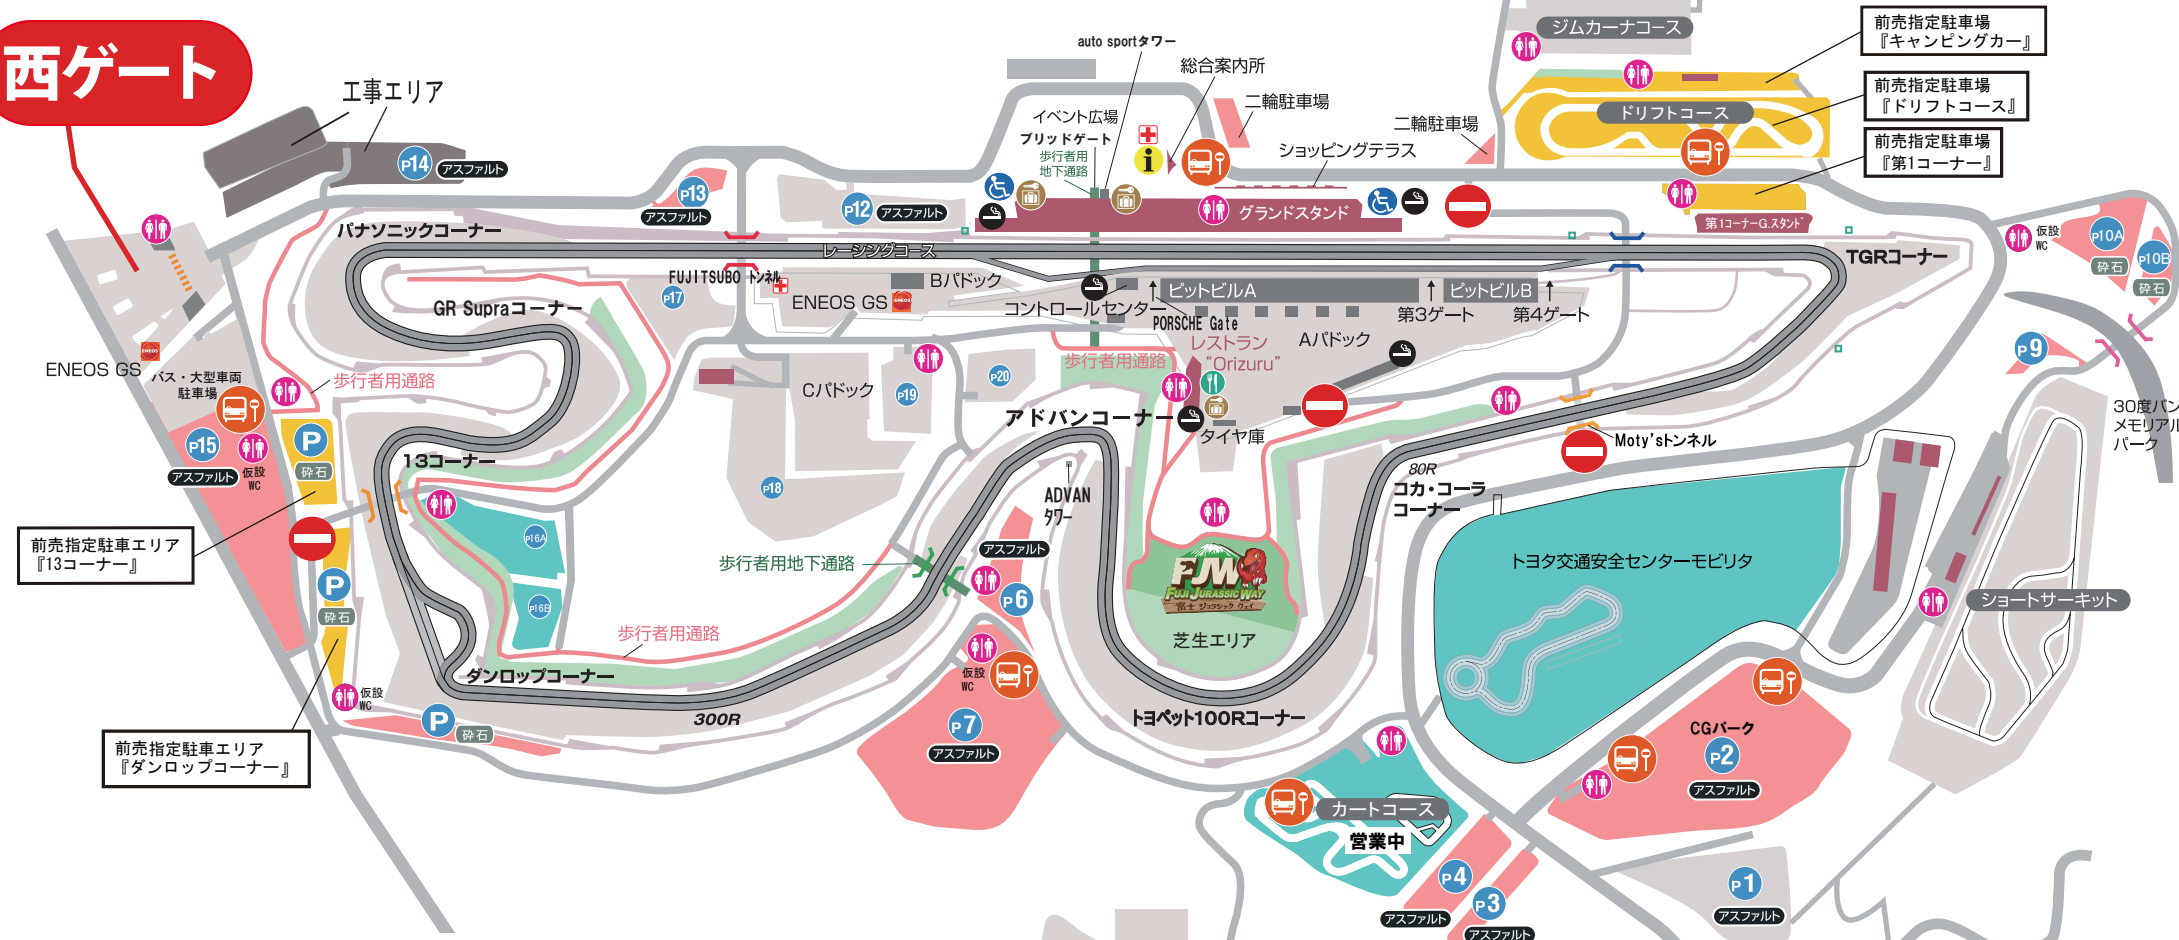 西ゲート
工事エリア
P14
アスファルト
P13
アスファルト
P12
アスファルト
auto sportタワー
総合案内所
イベント広場
ブリッドゲート
歩行者用
地下通路
二輪駐車場
ショッピングテラス
二輪駐車場
グランドスタンド
ジムカーナコース
ドリフトコース
前売指定駐車場
『キャンピングカー』
前売指定駐車場
『ドリフトコース』
前売指定駐車場
『第1コーナー』
第1コーナーG.スタンド
仮設
WC
P10A
砕石
P10B
砕石
P9
30度バン
メモリアル
パーク
パナソニックコーナー
レーシングコース
TGRコーナー
FUJITSUBO トンネル
P17
ENEOS GS
ENEOS
Bパドック
コントロールセンター
ピットビルA
ピットビルB
第3ゲート
第4ゲート
PORSCHE Gate
レストラン
“Orizuru”
Aパドック
歩行者用通路
GR Supraコーナー
ENEOS GS
ENEOS
バス・大型車両
駐車場
歩行者用通路
P15
アスファルト
仮設
WC
P
砕石
13コーナー
Cパドック
P19
P20
P18
アドバンコーナー
タイヤ庫
ADVAN
タワー
80R
コカ・コーラ
コーナー
Moty'sトンネル
前売指定駐車エリア
『13コーナー』
P
砕石
P16A
P16B
歩行者用地下通路
アスファルト
P6
FJW
FUJI JURASSIC WAY
富士 ジュラシック ウェイ
芝生エリア
トヨタ交通安全センターモビリタ
ショートサーキット
歩行者用通路
ダンロップコーナー
300R
仮設
WC
P
砕石
前売指定駐車エリア
『ダンロップコーナー』
仮設
WC
P7
アスファルト
トヨペット100Rコーナー
CGパーク
P2
アスファルト
カートコース
営業中
P4
アスファルト
P3
アスファルト
P1
アスファルト